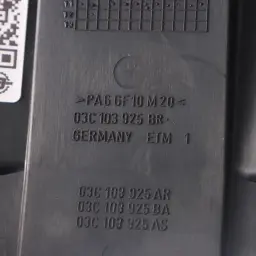 >PA6 GF10 M20<
03C 103 925 BR
GERMANY ETM 1
03C 103 925 AR
03C 103 925 BA
03C 103 925 AS